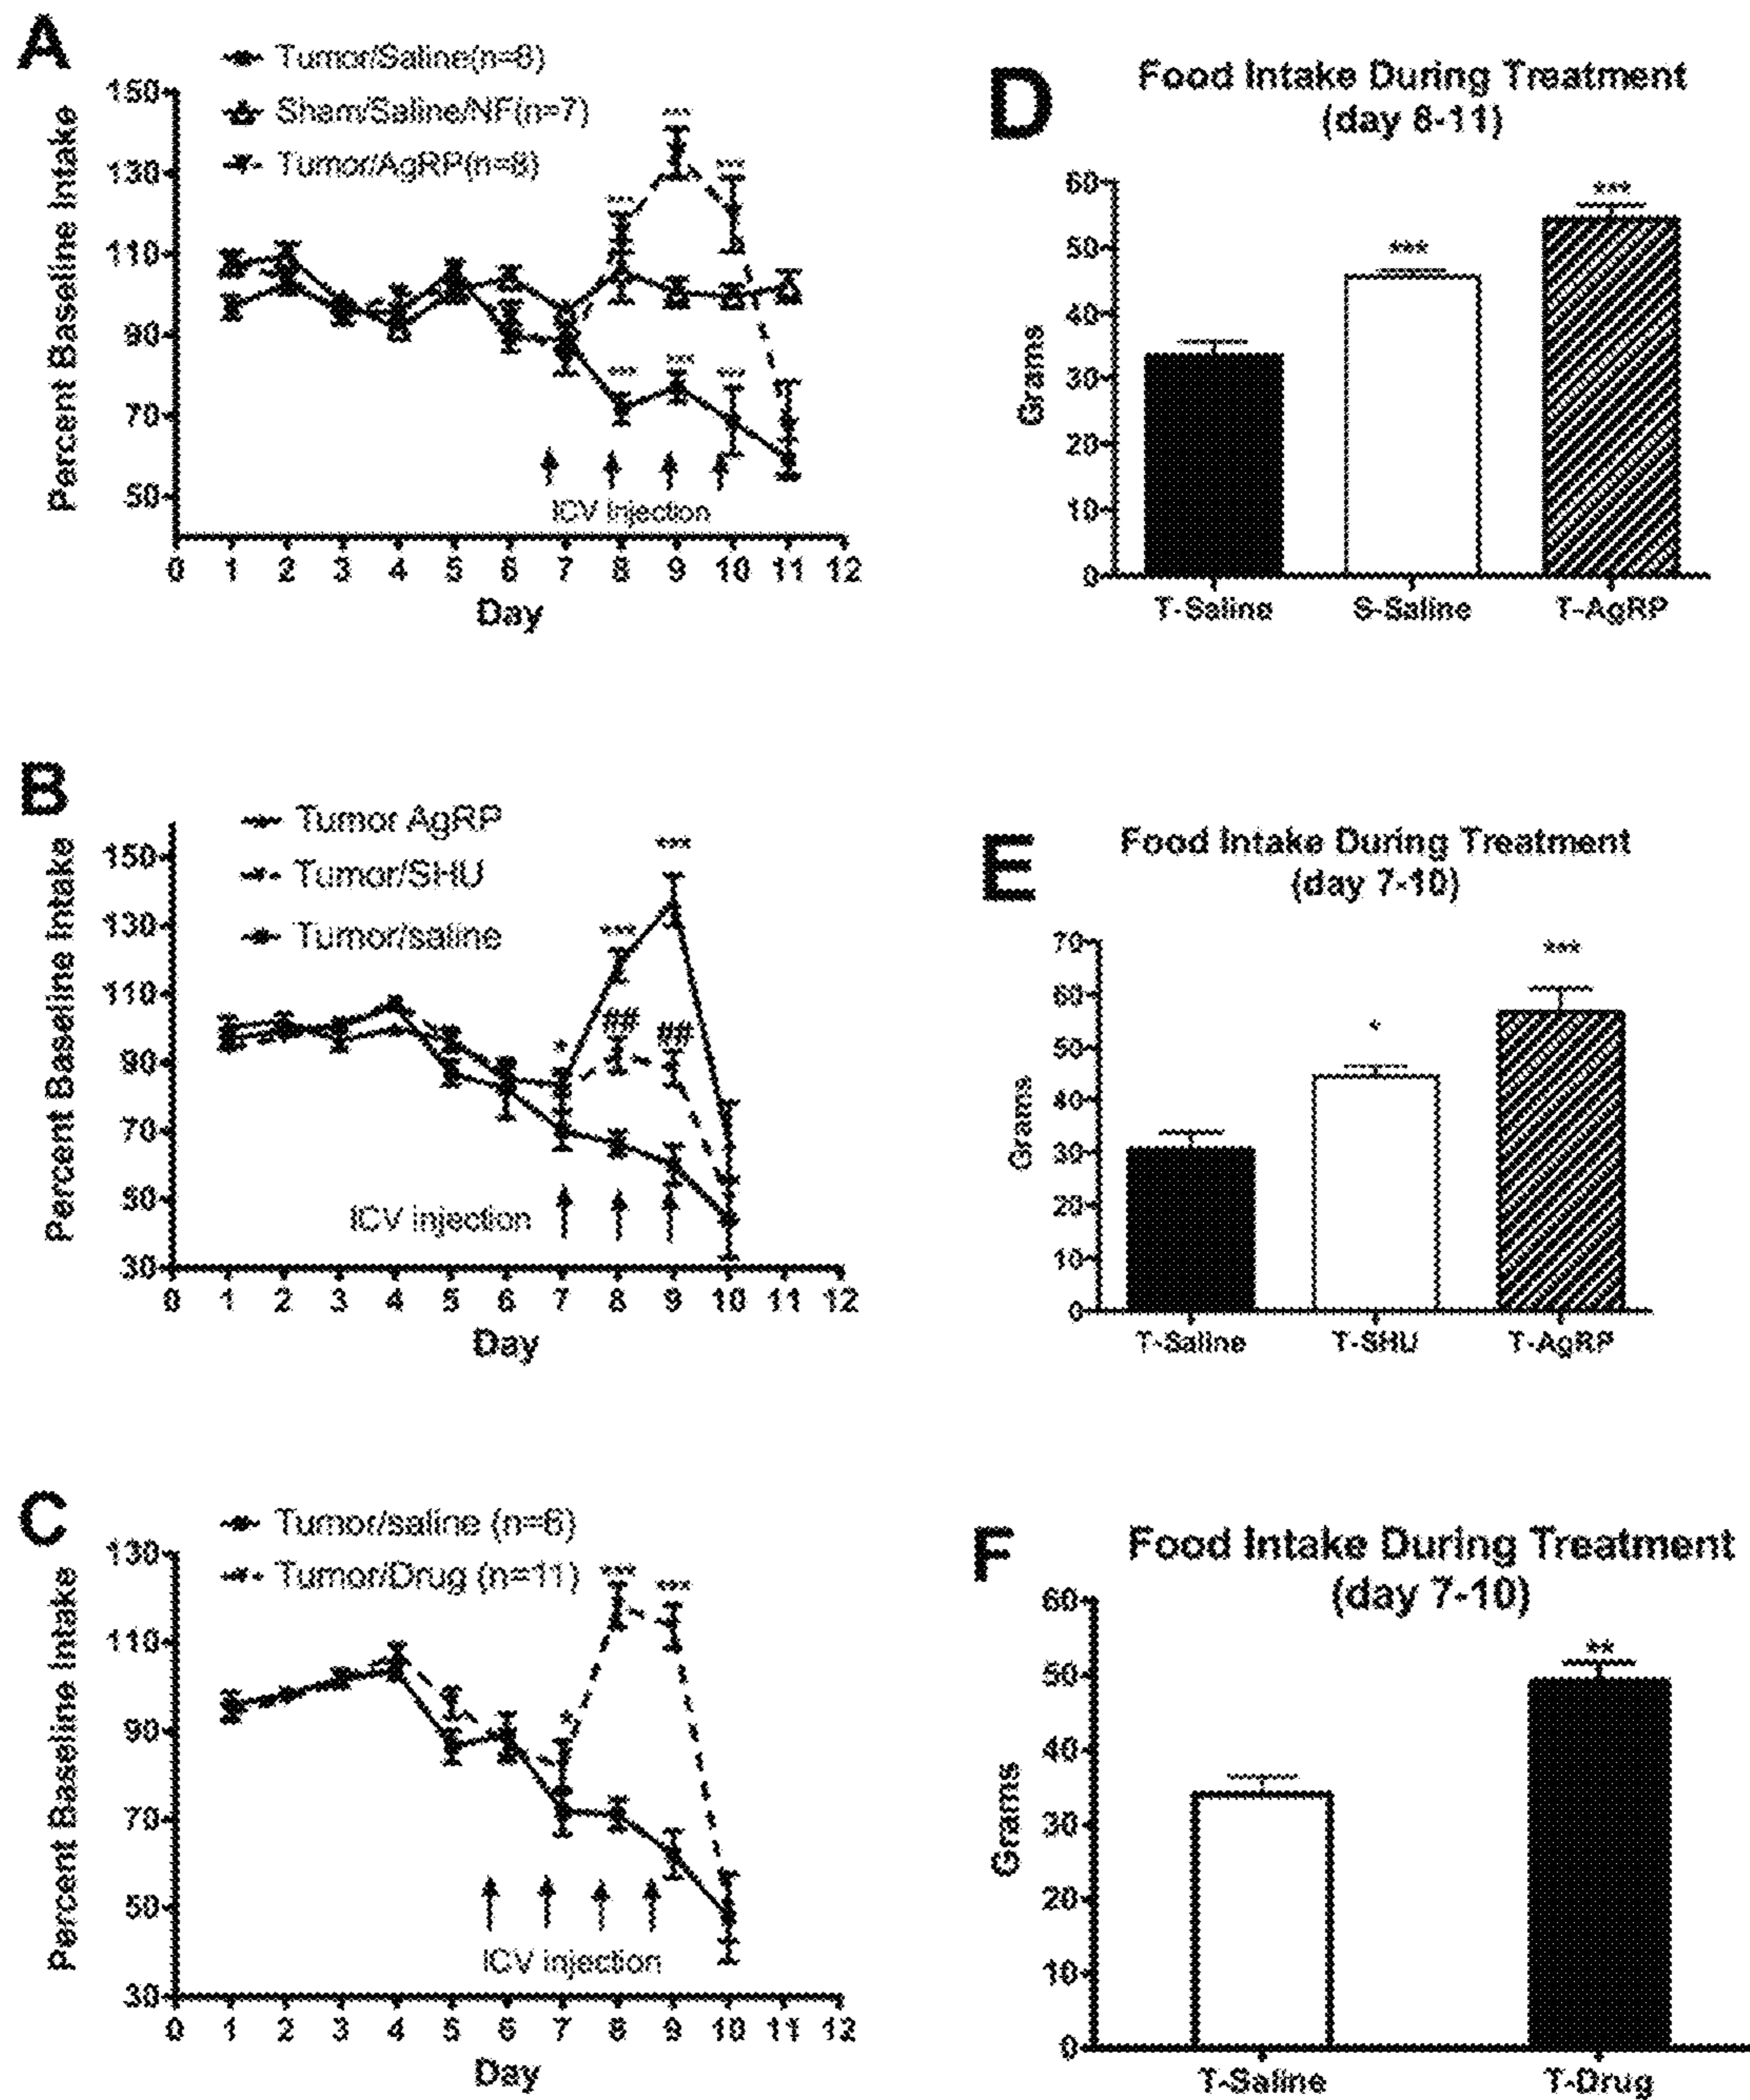 A
Tumor/Saline(n=8)
Sham/Saline/NF(n=7)
Tumor/AgRP(n=8)
Percent Baseline Intake
150
130
110
90
70
50
***
***
***
***
***
***
ICV Injection
0 1 2 3 4 5 6 7 8 9 10 11 12
Day
D
Food Intake During Treatment
(day 8-11)
Grams
60
50
40
30
20
10
0
***
***
T-Saline S-Saline T-AgRP
B
Tumor AgRP
Tumor/SHU
Tumor/saline
Percent Baseline Intake
150
130
110
90
70
50
30
***
***
## ##
*
ICV injection
0 1 2 3 4 5 6 7 8 9 10 11 12
Day
E
Food Intake During Treatment
(day 7-10)
Grams
70
60
50
40
30
20
10
0
***
*
T-Saline T-SHU T-AgRP
C
Tumor/saline (n=6)
Tumor/Drug (n=11)
Percent Baseline Intake
130
110
90
70
50
30
***
***
*
ICV injection
0 1 2 3 4 5 6 7 8 9 10 11 12
Day
F
Food Intake During Treatment
(day 7-10)
Grams
60
50
40
30
20
10
0
**
T-Saline T-Drug